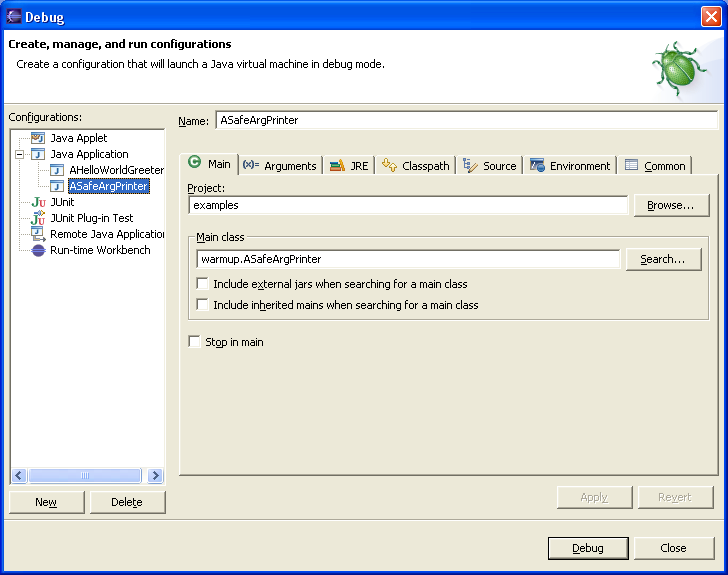 Debug
Create, manage, and run configurations
Create a configuration that will launch a Java virtual machine in debug mode.
Configurations:
Java Applet
Java Application
AHelloWorldGreeter
ASafeArgPrinter
JUnit
JUnit Plug-in Test
Remote Java Application
Run-time Workbench
New
Delete
Name:
ASafeArgPrinter
Main
Arguments
JRE
Classpath
Source
Environment
Common
Project:
examples
Browse...
Main class
warmup.ASafeArgPrinter
Search...
Include external jars when searching for a main class
Include inherited mains when searching for a main class
Stop in main
Apply
Revert
Debug
Close